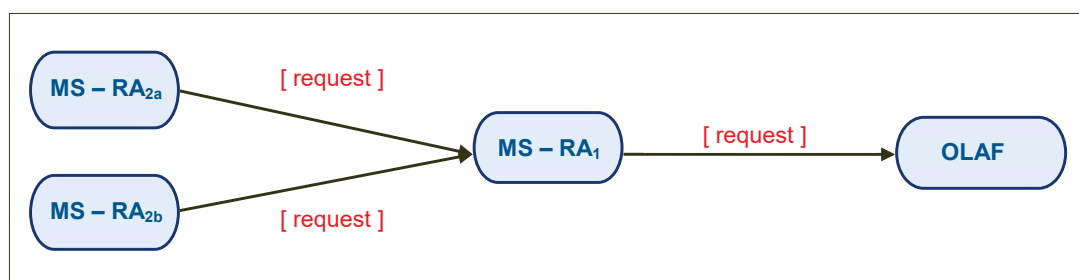 MS – RA2a
[ request ]
MS – RA1
[ request ]
OLAF
MS – RA2b
[ request ]